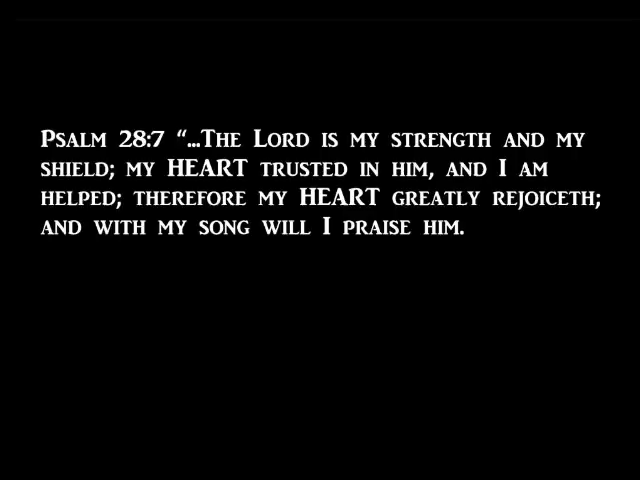 Psalm 28:7 “...The Lord is my strength and my
shield; my HEART trusted in him, and I am
helped; therefore my HEART greatly rejoiceth;
and with my song will I praise him.